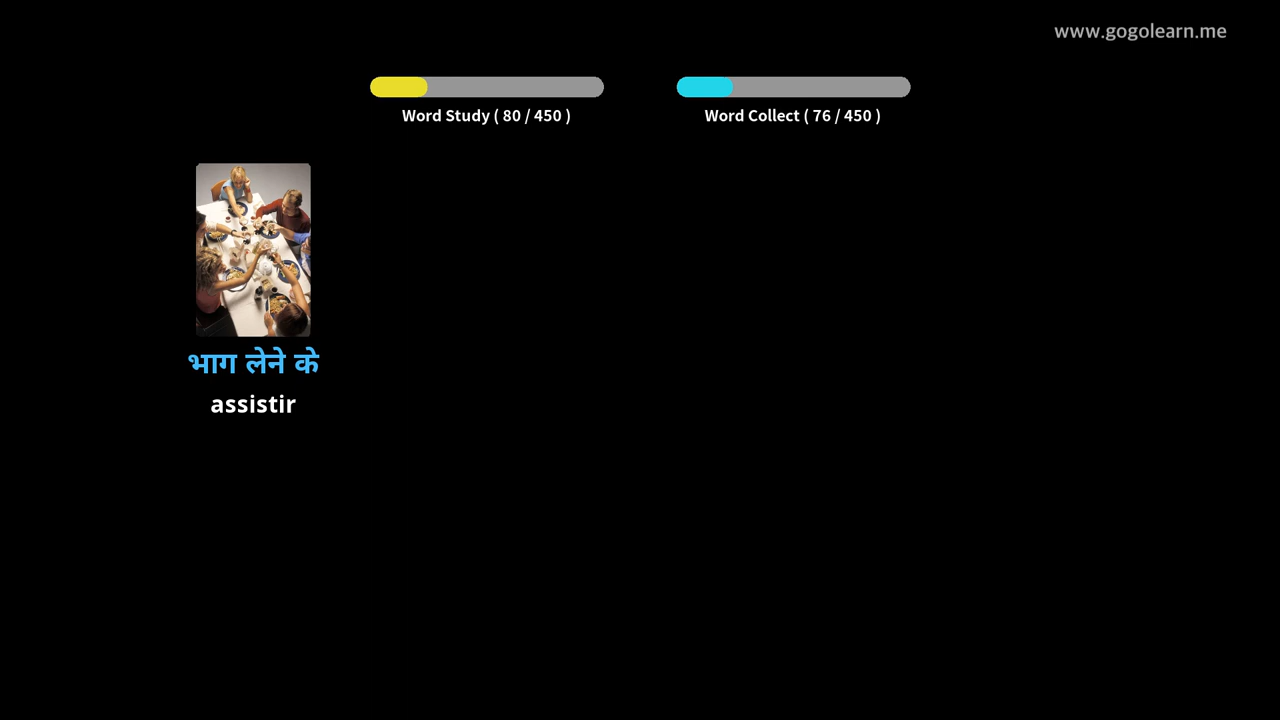 www.gogolearn.me
Word Study ( 80 / 450 )
Word Collect ( 76 / 450 )
भाग लेने के
assistir